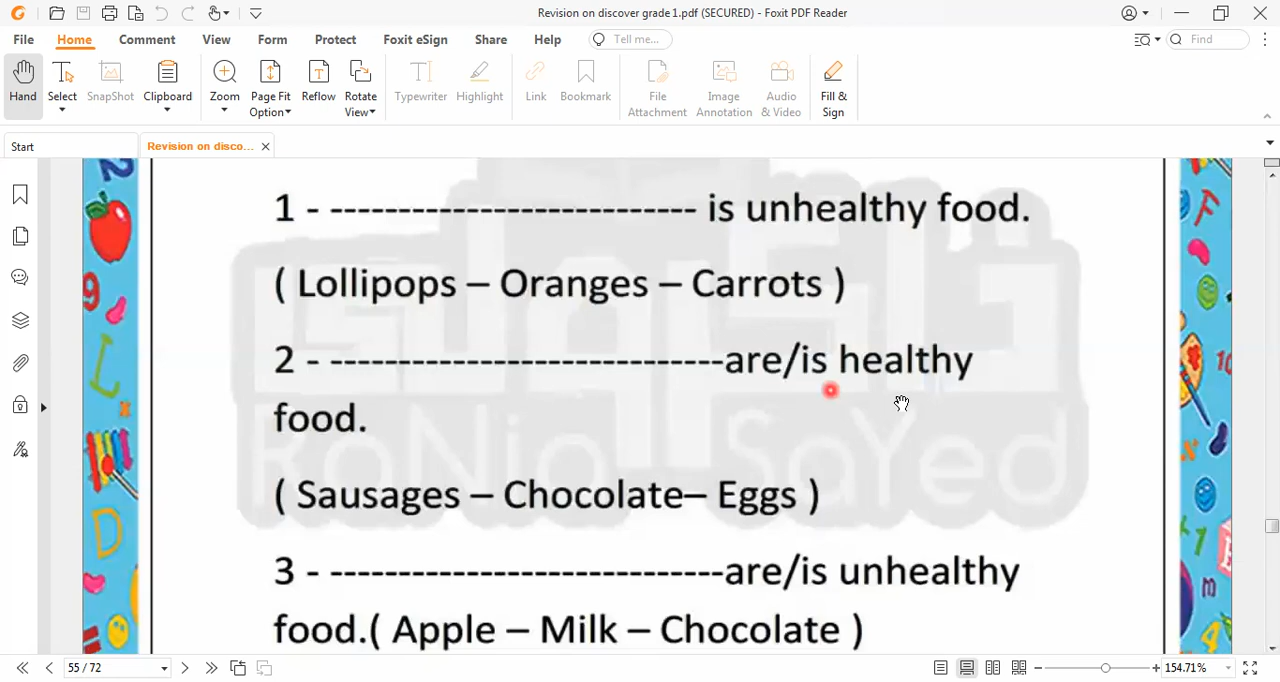 Revision on discover grade1.pdf (SECURED) - Foxit PDF Reader
File Home Comment View Form Protect Foxit eSign Share Help Tell me... Find
Hand Select SnapShot Clipboard Zoom Page Fit Option Reflow Rotate View Typewriter Highlight Link Bookmark File Attachment Image Annotation Audio & Video Fill & Sign
Start Revision on disco...
1 - --------------------------- is unhealthy food.
( Lollipops – Oranges – Carrots )
2 - -----------------------------are/is healthy
food.
( Sausages – Chocolate– Eggs )
3 - -----------------------------are/is unhealthy
food.( Apple – Milk – Chocolate )
RaNia SaYed
55 / 72 154.71%